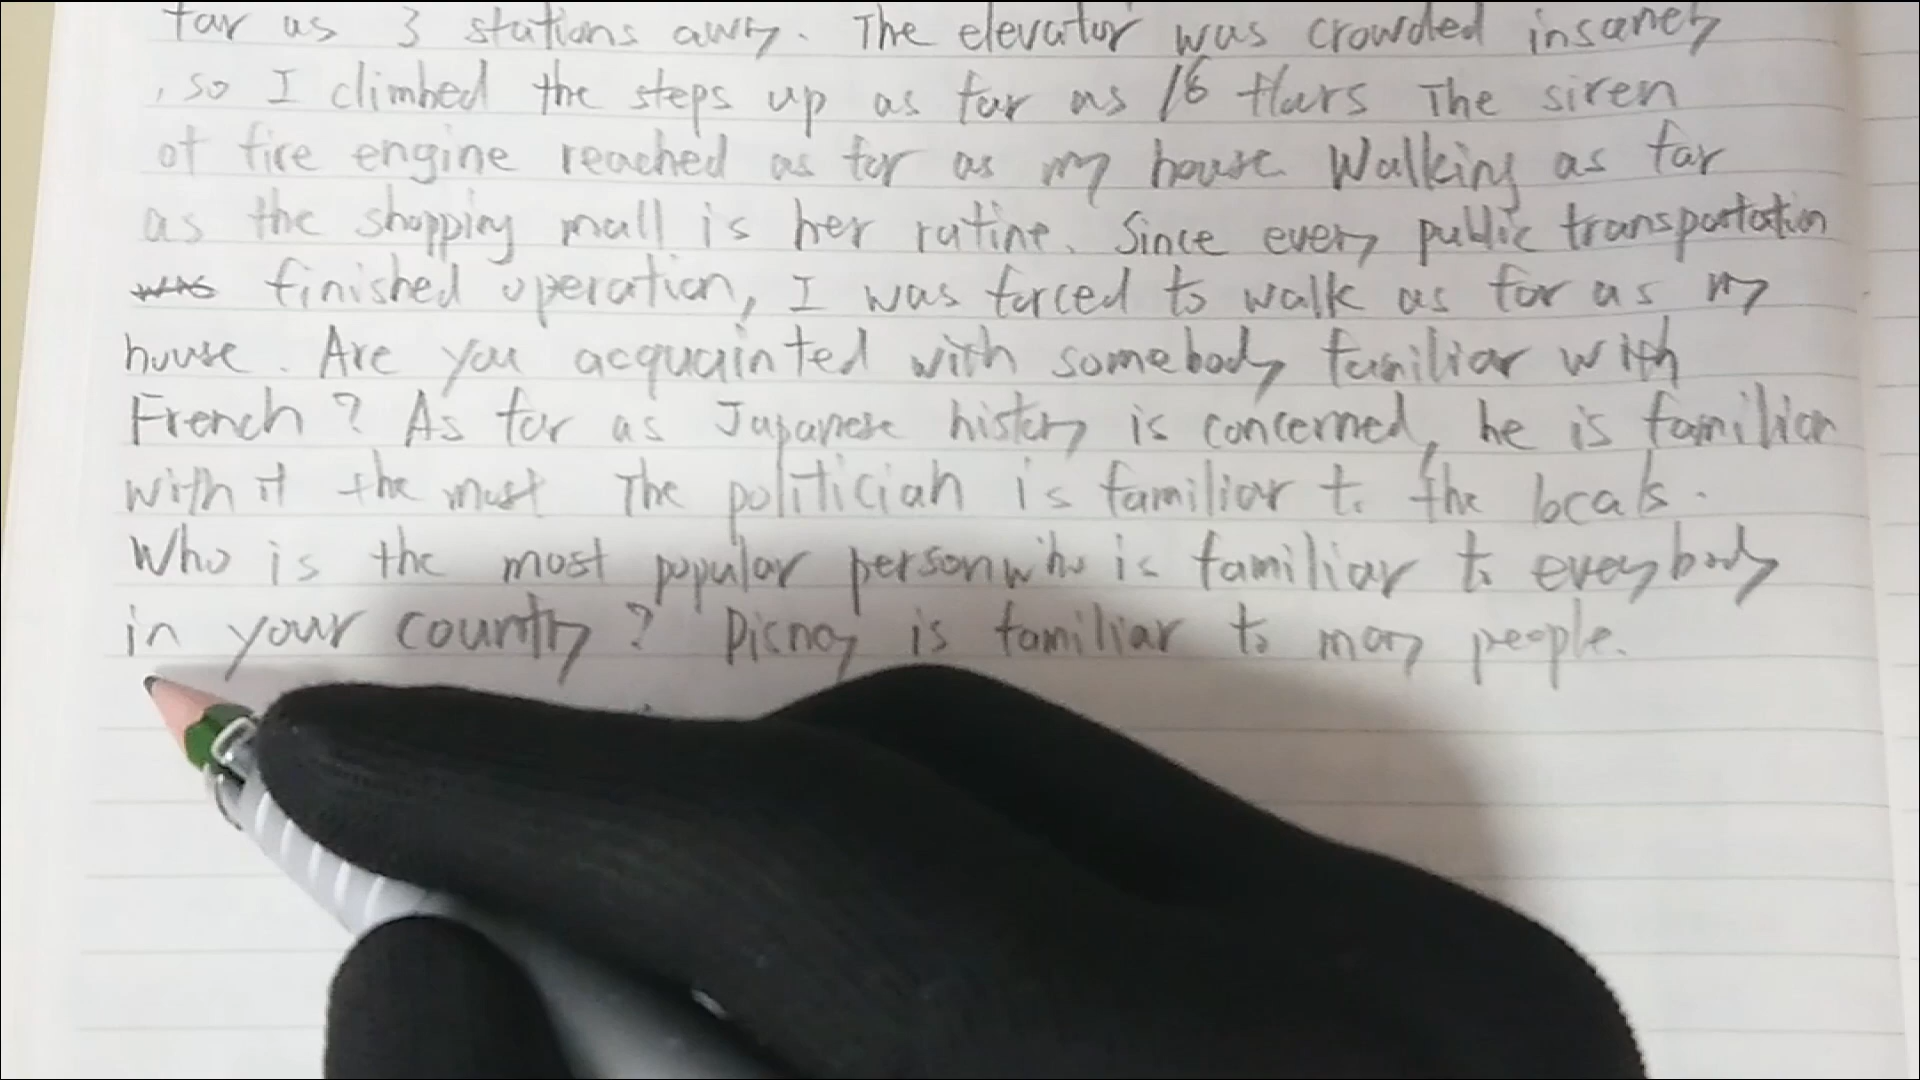 far as 3 stations away. The elevator was crowded insanely
, so I climbed the steps up as far as 16 floors The siren
of fire engine reached as far as my house Walking as far
as the shopping mall is her rutine. Since every public transportation
finished operation, I was forced to walk as far as my
house. Are you acquainted with somebody familiar with
French? As far as Japanese history is concerned, he is familiar
with it the most The politician is familiar to the locals.
Who is the most popular person who is familiar to everybody
in your country? Disney is familiar to many people.